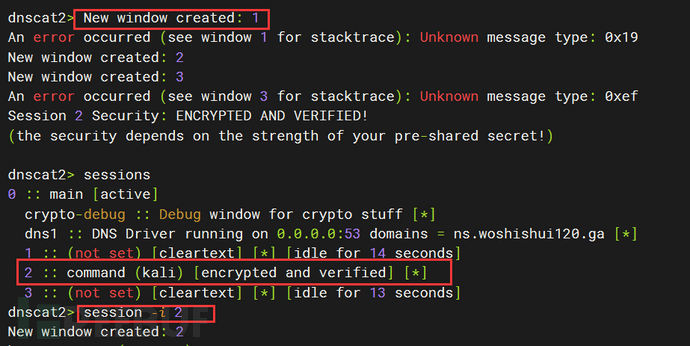 dnscat2> New window created: 1
An error occurred (see window 1 for stacktrace): Unknown message type: 0x19
New window created: 2
New window created: 3
An error occurred (see window 3 for stacktrace): Unknown message type: 0xef
Session 2 Security: ENCRYPTED AND VERIFIED!
(the security depends on the strength of your pre-shared secret!)
dnscat2> sessions
0 :: main [active]
crypto-debug :: Debug window for crypto stuff [*]
dns1 :: DNS Driver running on 0.0.0.0:53 domains = ns.woshishui120.ga [*]
1 :: (not set) [cleartext] [*] [idle for 14 seconds]
2 :: command (kali) [encrypted and verified] [*]
3 :: (not set) [cleartext] [*] [idle for 13 seconds]
dnscat2> session -i 2
New window created: 2